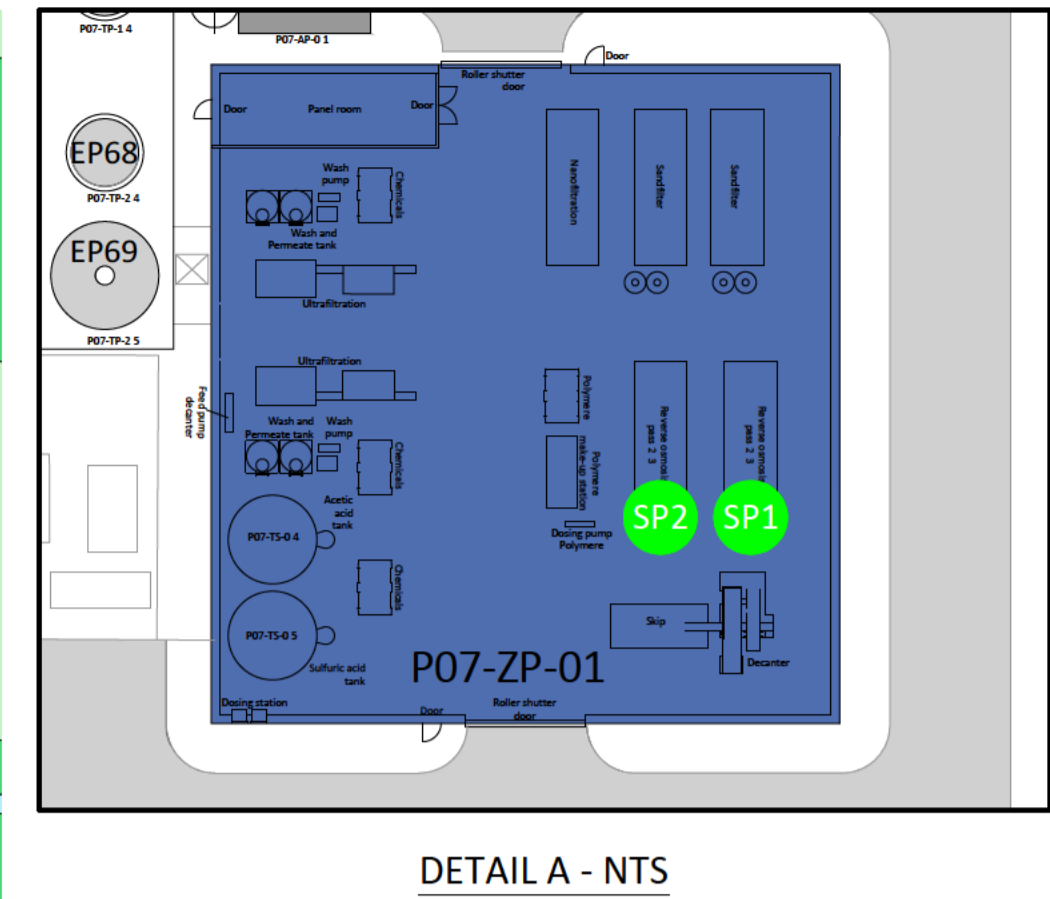 P07-TP-1 4
P07-AP-0 1
Door
Roller shutter
door
Door
Panel room
Door
EP68
P07-TP-2 4
Wash
pump
Chemicals
Nanofiltration
Sandfilter
Sandfilter
EP69
Wash and
Permeate tank
P07-TP-2 5
Ultrafiltration
Ultrafiltration
Feed pump
decanter
Wash and
Permeate tank
Wash
pump
Chemicals
Polymere
Polymere
make-up station
Reverse osmosis
pass 2 3
Reverse osmosis
pass 2 3
Acetic
acid
tank
SP2
SP1
P07-TS-0 4
Dosing pump
Polymere
Chemicals
Skip
P07-TS-0 5
Decanter
Sulfuric acid
tank
P07-ZP-01
Dosing station
Door
Roller shutter
door
DETAIL A - NTS